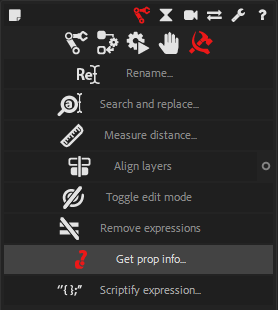 Re Rename...
a Search and replace...
Measure distance...
Align layers
Toggle edit mode
Remove expressions
? Get prop info...
"{ };" Scriptify expression...